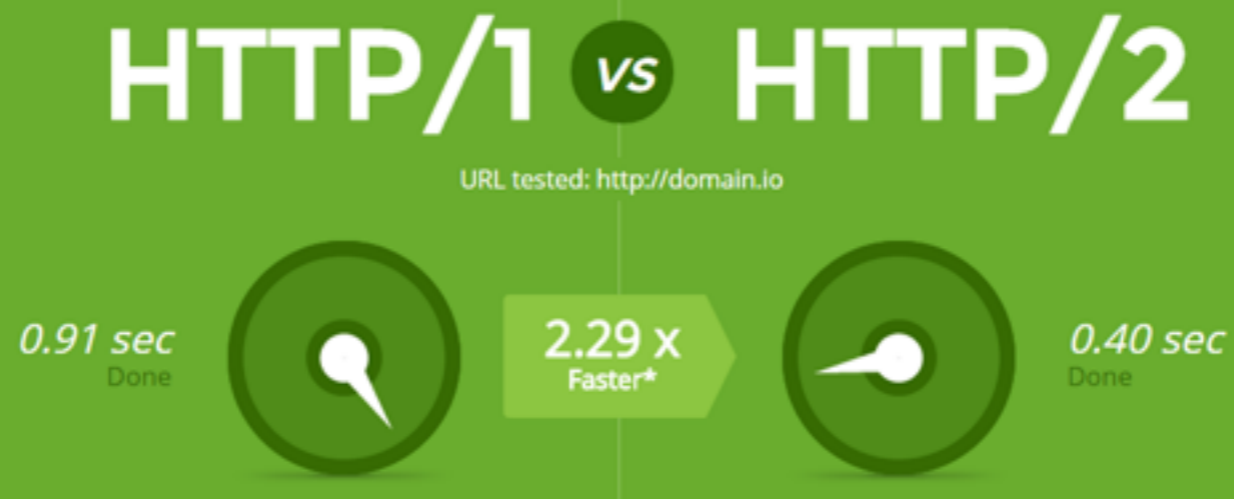 HTTP/1 VS HTTP/2
URL tested: http://domain.io
0.91 sec
Done
2.29 x
Faster*
0.40 sec
Done